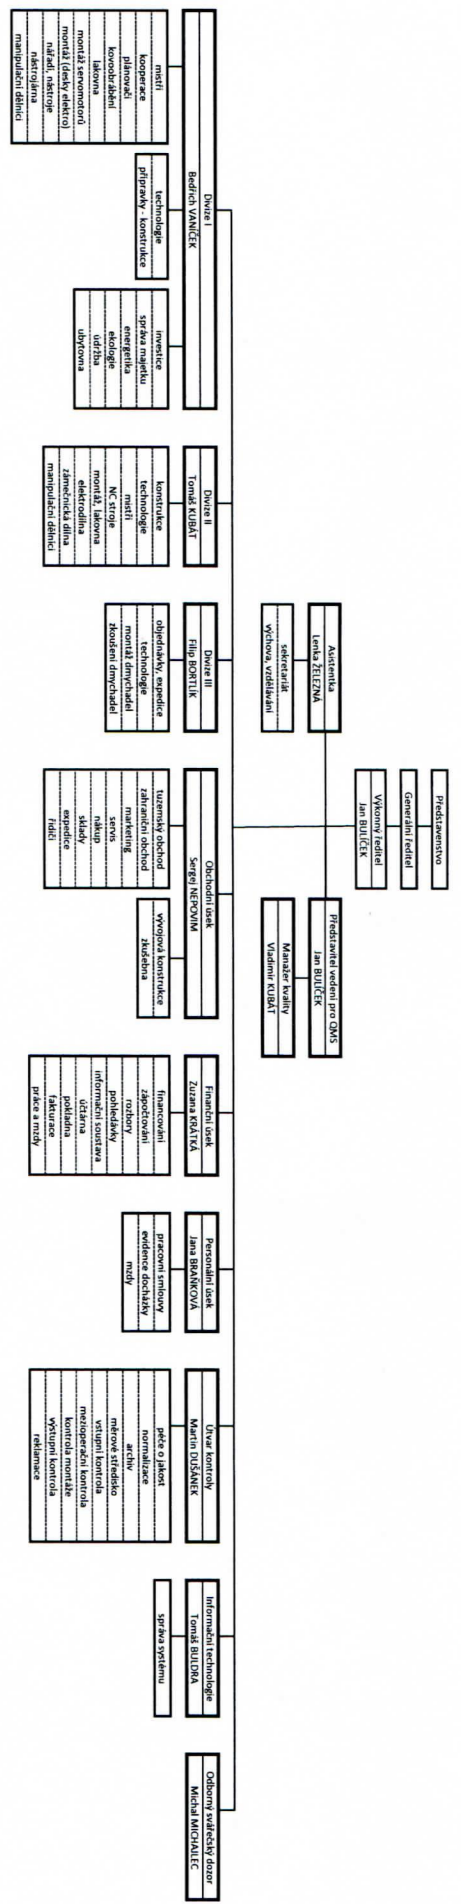 Představenstvo
Generální ředitel
Výkonný ředitel
Jan BULÍČEK
Asistentka
Lenka ŽELEZNÁ
sekretariát
výchova, vzdělávání
Představitel vedení pro QMS
Jan BULÍČEK
Manažer kvality
Vladimír KUBÁT
Divize I
Bedřich VANÍČEK
mistři
kooperace
plánovači
kovoobrábění
lakovna
montáž servomotorů
montáž (desky elektro)
nářadí, nástroje
nástrojárna
manipulační dělníci
technologie
přípravky - konstrukce
investice
správa majetku
energetika
ekologie
údržba
ubytovna
Divize II
Tomáš KUBÁT
konstrukce
technologie
mistři
NC stroje
montáž, lakovna
elektrodílna
zámečnická dílna
manipulační dělníci
Divize III
Filip BORTLÍK
objednávky, expedice
technologie
montáž dmychadel
zkoušení dmychadel
Obchodní úsek
Sergej NEPOVIM
tuzemský obchod
zahraniční obchod
marketing
servis
nákup
sklady
expedice
řidiči
vývojová konstrukce
zkušebna
Finanční úsek
Zuzana KRÁTKÁ
financování
zápočtování
rozbory
pohledávky
informační soustava
účtárna
pokladna
fakturace
práce a mzdy
Personální úsek
Jana BRAŇKOVÁ
pracovní smlouvy
evidence docházky
mzdy
Útvar kontroly
Martin DUŠÁNEK
péče o jakost
normalizace
archiv
měrové středisko
vstupní kontrola
mezioperační kontrola
kontrola montáže
výstupní kontrola
reklamace
Informační technologie
Tomáš BULDRA
správa systému
Odborný svářečský dozor
Michal MICHAJLEC